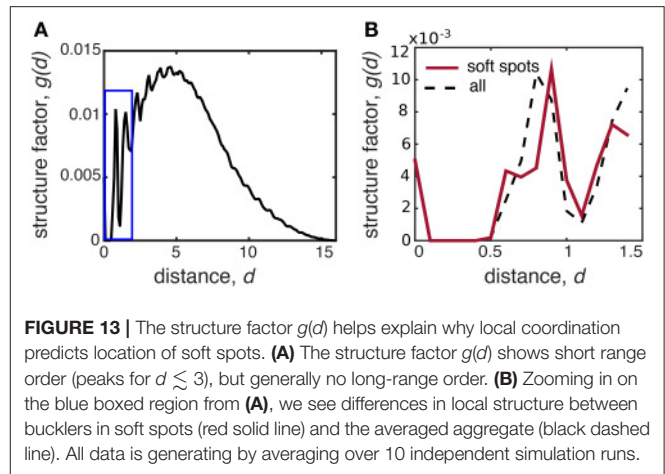 A
0.015
0.01
0.005
0
structure factor, g(d)
0 5 10 15
distance, d
B
×10⁻³
12
10
8
6
4
2
0
structure factor, g(d)
soft spots
all
0 0.5 1 1.5
distance, d
FIGURE 13 | The structure factor g(d) helps explain why local coordination
predicts location of soft spots. (A) The structure factor g(d) shows short range
order (peaks for d ≲ 3), but generally no long-range order. (B) Zooming in on
the blue boxed region from (A), we see differences in local structure between
bucklers in soft spots (red solid line) and the averaged aggregate (black dashed
line). All data is generating by averaging over 10 independent simulation runs.